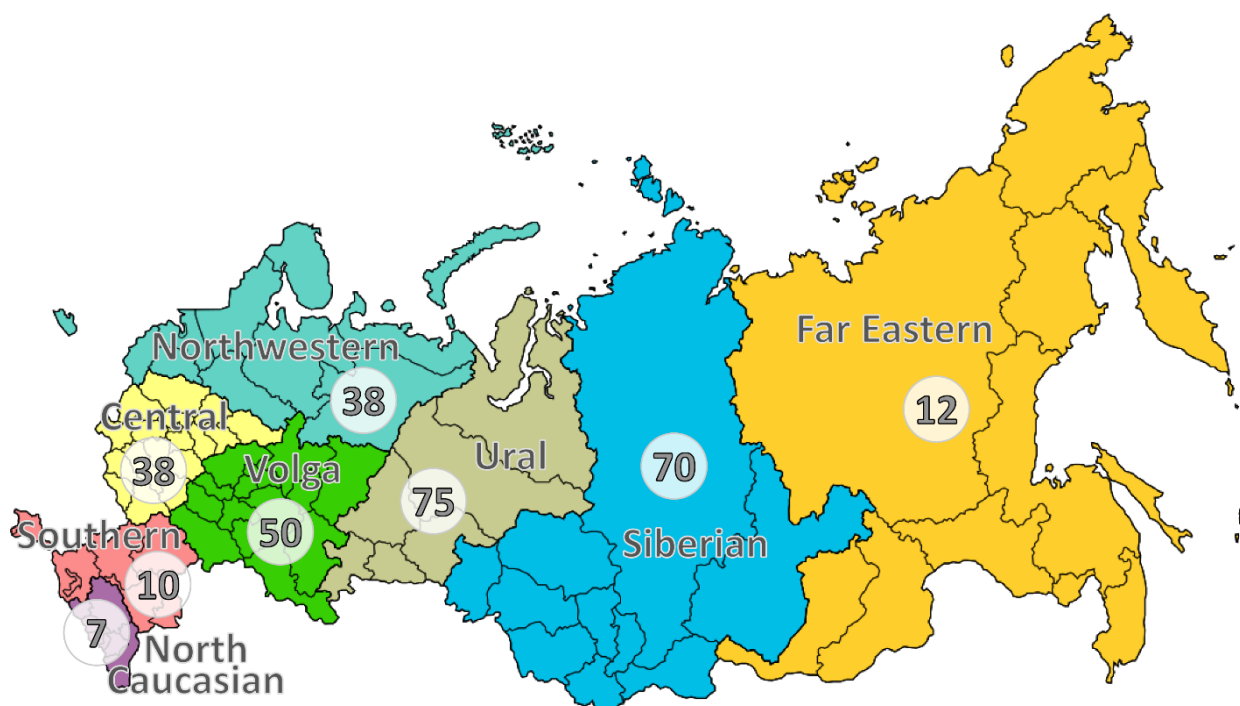 Far Eastern
12
Northwestern
38
Central
38
Volga
50
Ural
75
70
Siberian
Southern
10
7
North
Caucasian